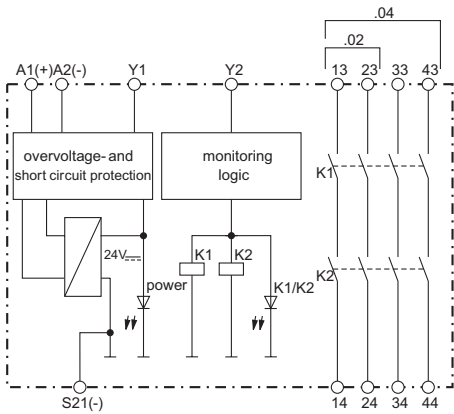 .04
.02
A1(+) A2(-) Y1 Y2 13 23 33 43
overvoltage- and
short circuit protection
monitoring
logic
K1
24V
K1 K2
power
K1/K2
K2
S21(-)
14 24 34 44